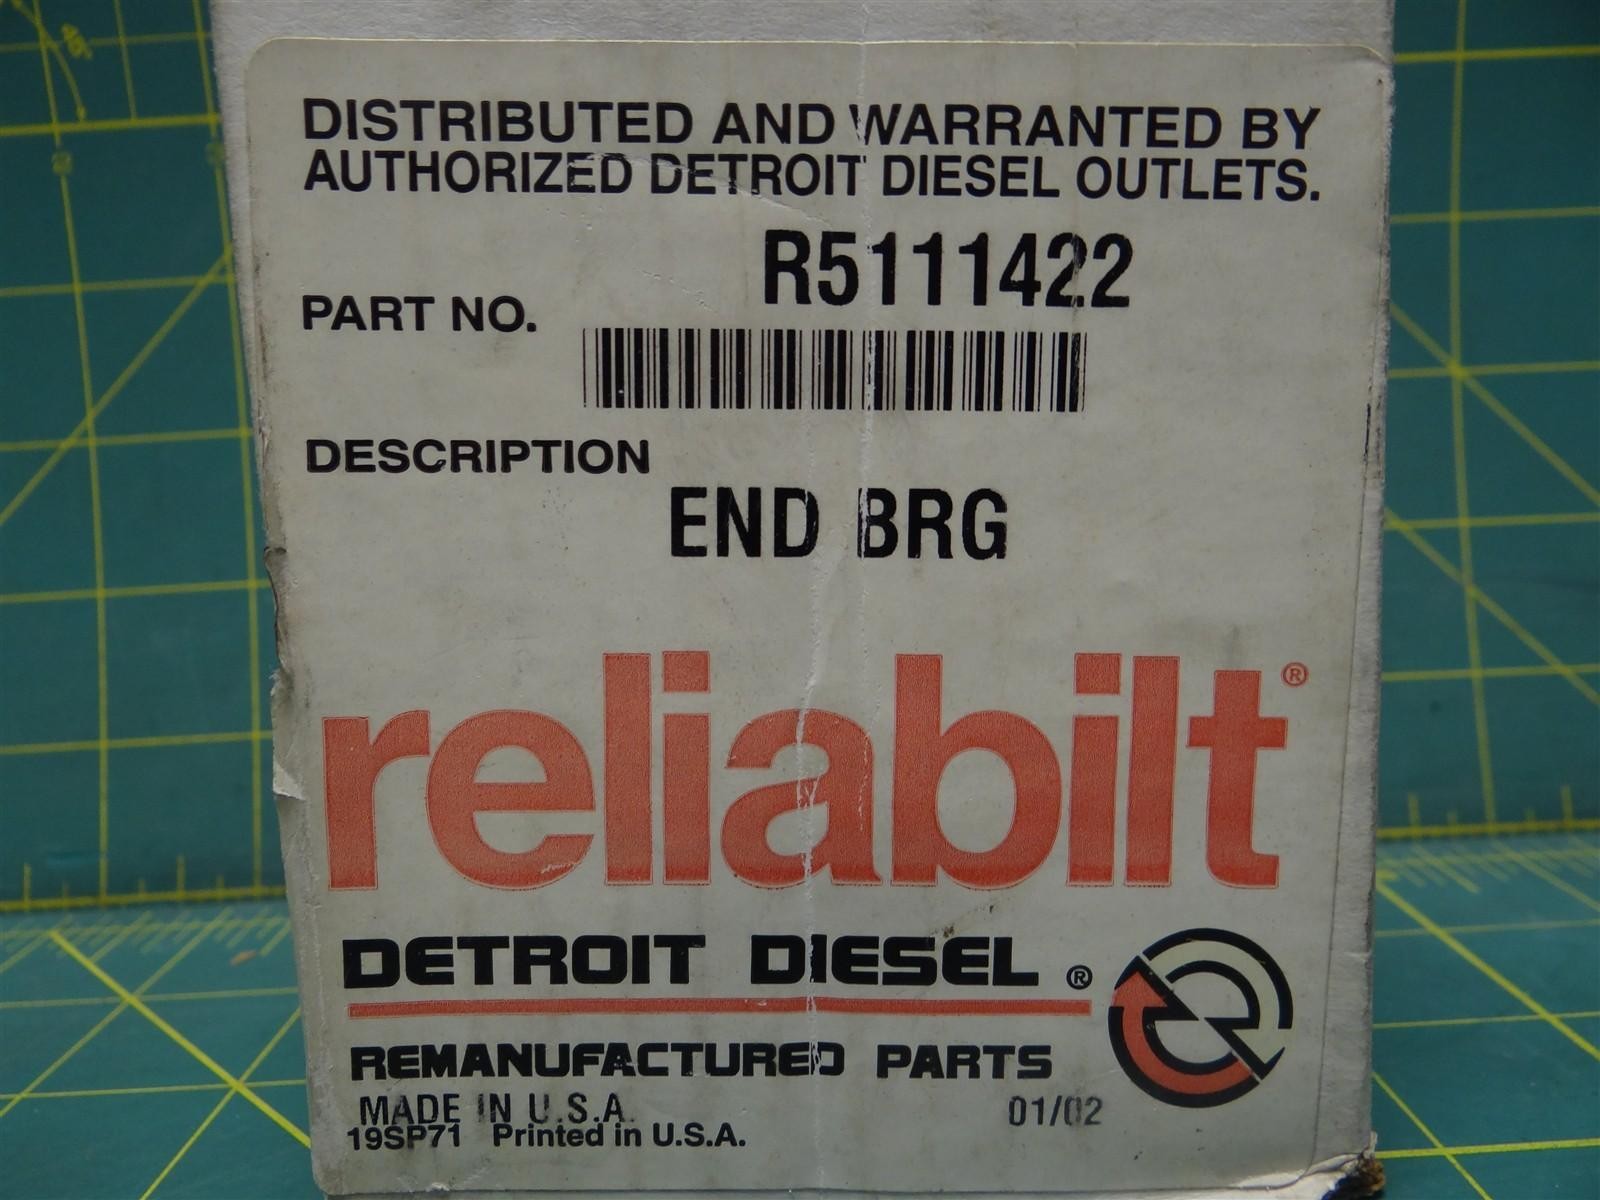 DISTRIBUTED AND WARRANTED BY
AUTHORIZED DETROIT DIESEL OUTLETS.
R5111422
PART NO.
DESCRIPTION
END BRG
reliabilt®
DETROIT DIESEL®
REMANUFACTURED PARTS
MADE IN U.S.A. 01/02
19SP71 Printed in U.S.A.